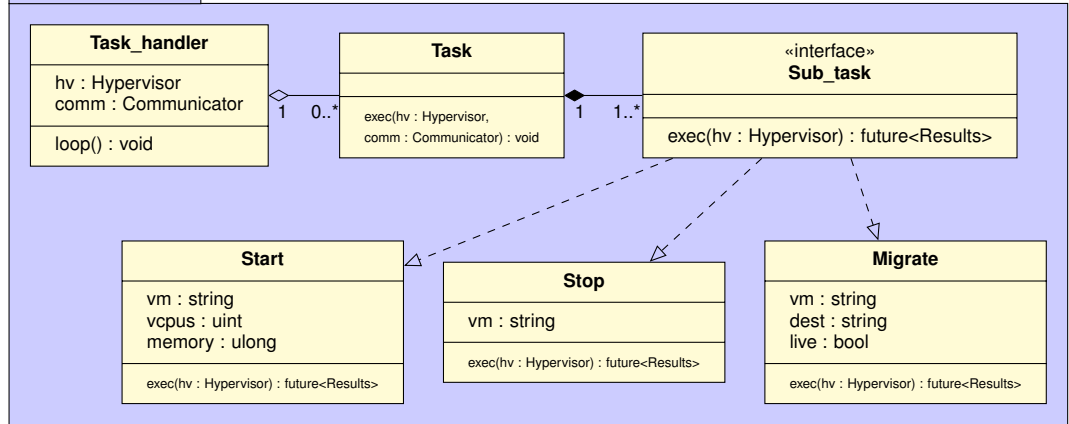 Task_handler
hv : Hypervisor
comm : Communicator
loop() : void
1
0..*
Task
exec(hv : Hypervisor,
comm : Communicator) : void
1
1..*
«interface»
Sub_task
exec(hv : Hypervisor) : future<Results>
Start
vm : string
vcpus : uint
memory : ulong
exec(hv : Hypervisor) : future<Results>
Stop
vm : string
exec(hv : Hypervisor) : future<Results>
Migrate
vm : string
dest : string
live : bool
exec(hv : Hypervisor) : future<Results>